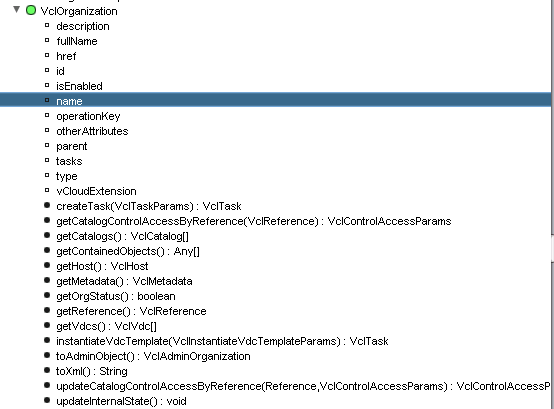 VclOrganization
description
fullName
href
id
isEnabled
name
operationKey
otherAttributes
parent
tasks
type
vCloudExtension
createTask(VclTaskParams) : VclTask
getCatalogControlAccessByReference(VclReference) : VclControlAccessParams
getCatalogs() : VclCatalog[]
getContainedObjects() : Any[]
getHost() : VclHost
getMetadata() : VclMetadata
getOrgStatus() : boolean
getReference() : VclReference
getVdcs() : VclVdc[]
instantiateVdcTemplate(VclInstantiateVdcTemplateParams) : VclTask
toAdminObject() : VclAdminOrganization
toXml() : String
updateCatalogControlAccessByReference(Reference,VclControlAccessParams) : VclControlAccessP
updateInternalState() : void